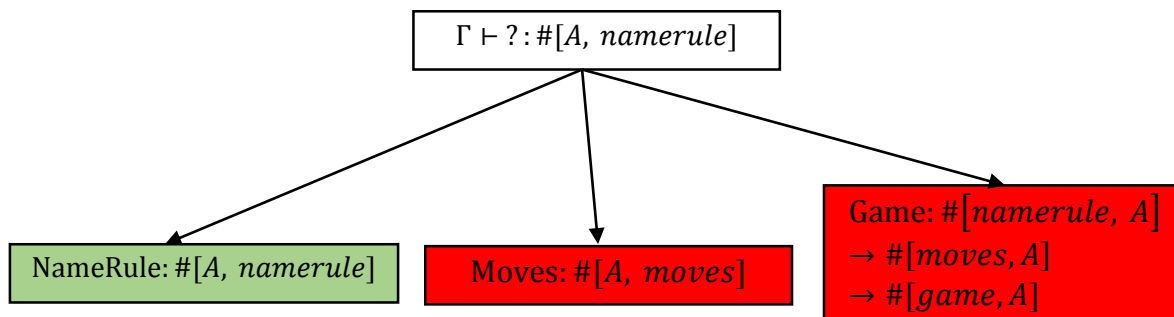 Γ ⊢ ? : #[A, namerule]
NameRule: #[A, namerule]
Moves: #[A, moves]
Game: #[namerule, A]
→ #[moves, A]
→ #[game, A]